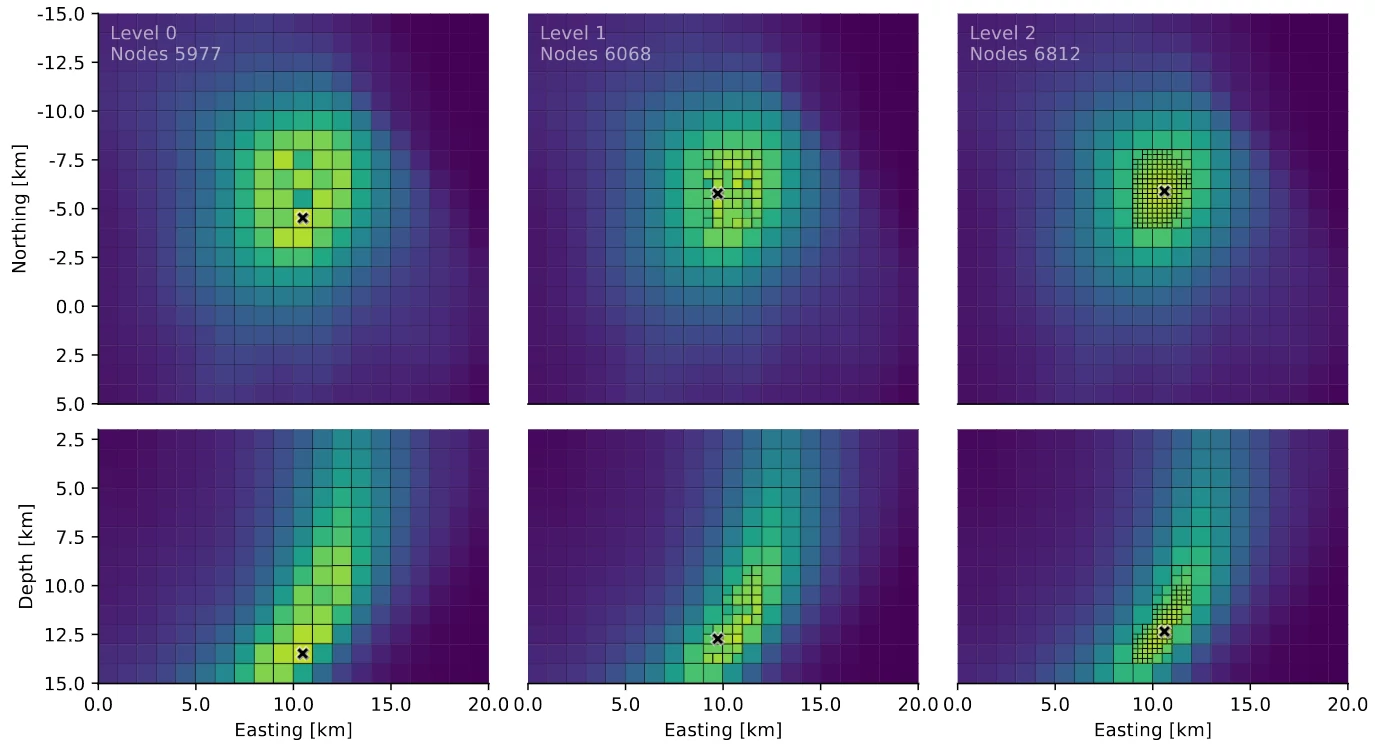 Level 0
Nodes 5977
Level 1
Nodes 6068
Level 2
Nodes 6812
Northing [km]
-15.0
-12.5
-10.0
-7.5
-5.0
-2.5
0.0
2.5
5.0
Depth [km]
2.5
5.0
7.5
10.0
12.5
15.0
0.0 5.0 10.0 15.0 20.0
0.0 5.0 10.0 15.0 20.0
0.0 5.0 10.0 15.0 20.0
Easting [km]
Easting [km]
Easting [km]